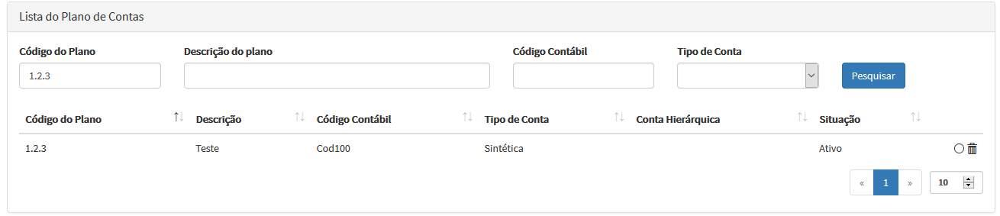 Lista do Plano de Contas
Código do Plano Descrição do plano Código Contábil Tipo de Conta
1.2.3 Pesquisar
Código do Plano Descrição Código Contábil Tipo de Conta Conta Hierárquica Situação
1.2.3 Teste Cod100 Sintética Ativo
« 1 » 10